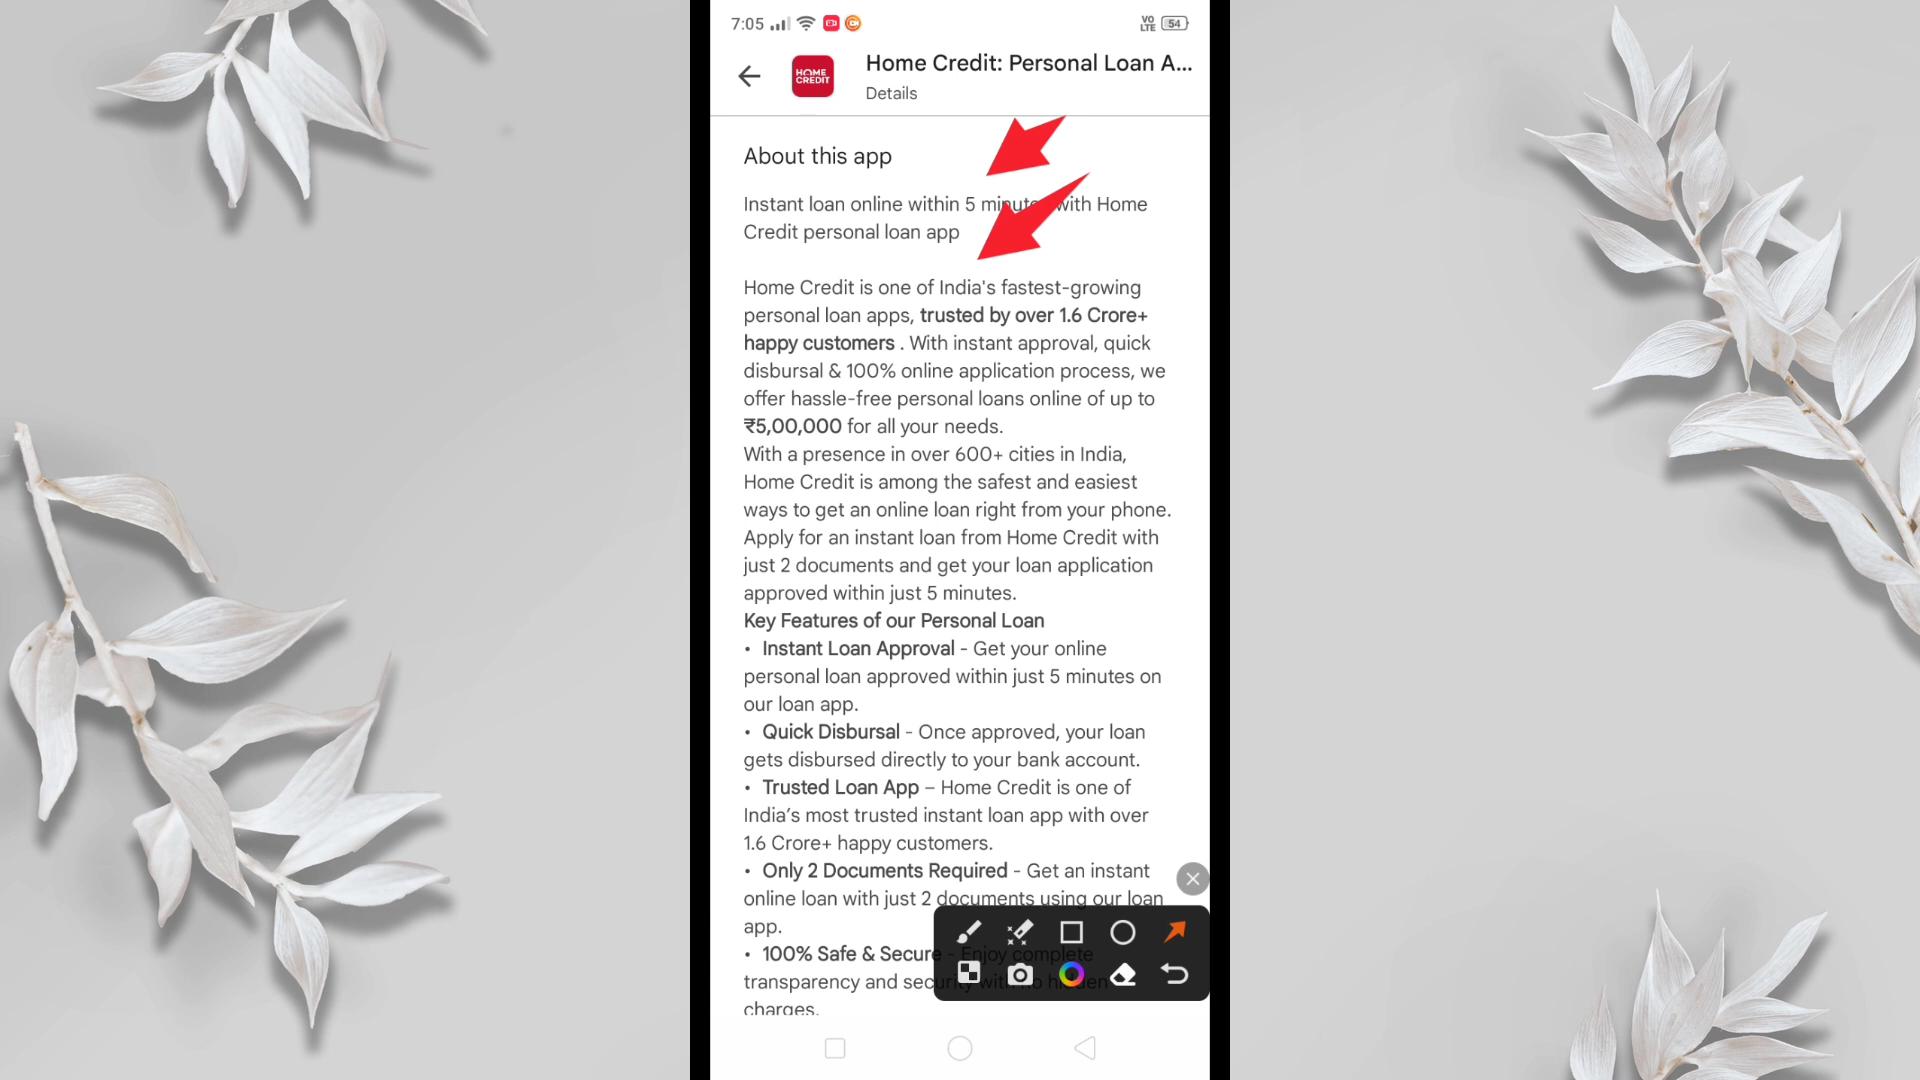 7:05
VO
LTE
54
HOME
CREDIT
Home Credit: Personal Loan A...
Details
About this app
Instant loan online within 5 minutes with Home
Credit personal loan app
Home Credit is one of India's fastest-growing
personal loan apps, trusted by over 1.6 Crore+
happy customers . With instant approval, quick
disbursal & 100% online application process, we
offer hassle-free personal loans online of up to
₹5,00,000 for all your needs.
With a presence in over 600+ cities in India,
Home Credit is among the safest and easiest
ways to get an online loan right from your phone.
Apply for an instant loan from Home Credit with
just 2 documents and get your loan application
approved within just 5 minutes.
Key Features of our Personal Loan
• Instant Loan Approval - Get your online
personal loan approved within just 5 minutes on
our loan app.
• Quick Disbursal - Once approved, your loan
gets disbursed directly to your bank account.
• Trusted Loan App – Home Credit is one of
India’s most trusted instant loan app with over
1.6 Crore+ happy customers.
• Only 2 Documents Required - Get an instant
online loan with just 2 documents using our loan
app.
• 100% Safe & Secure - Enjoy complete
transparency and security with no hidden
charges.